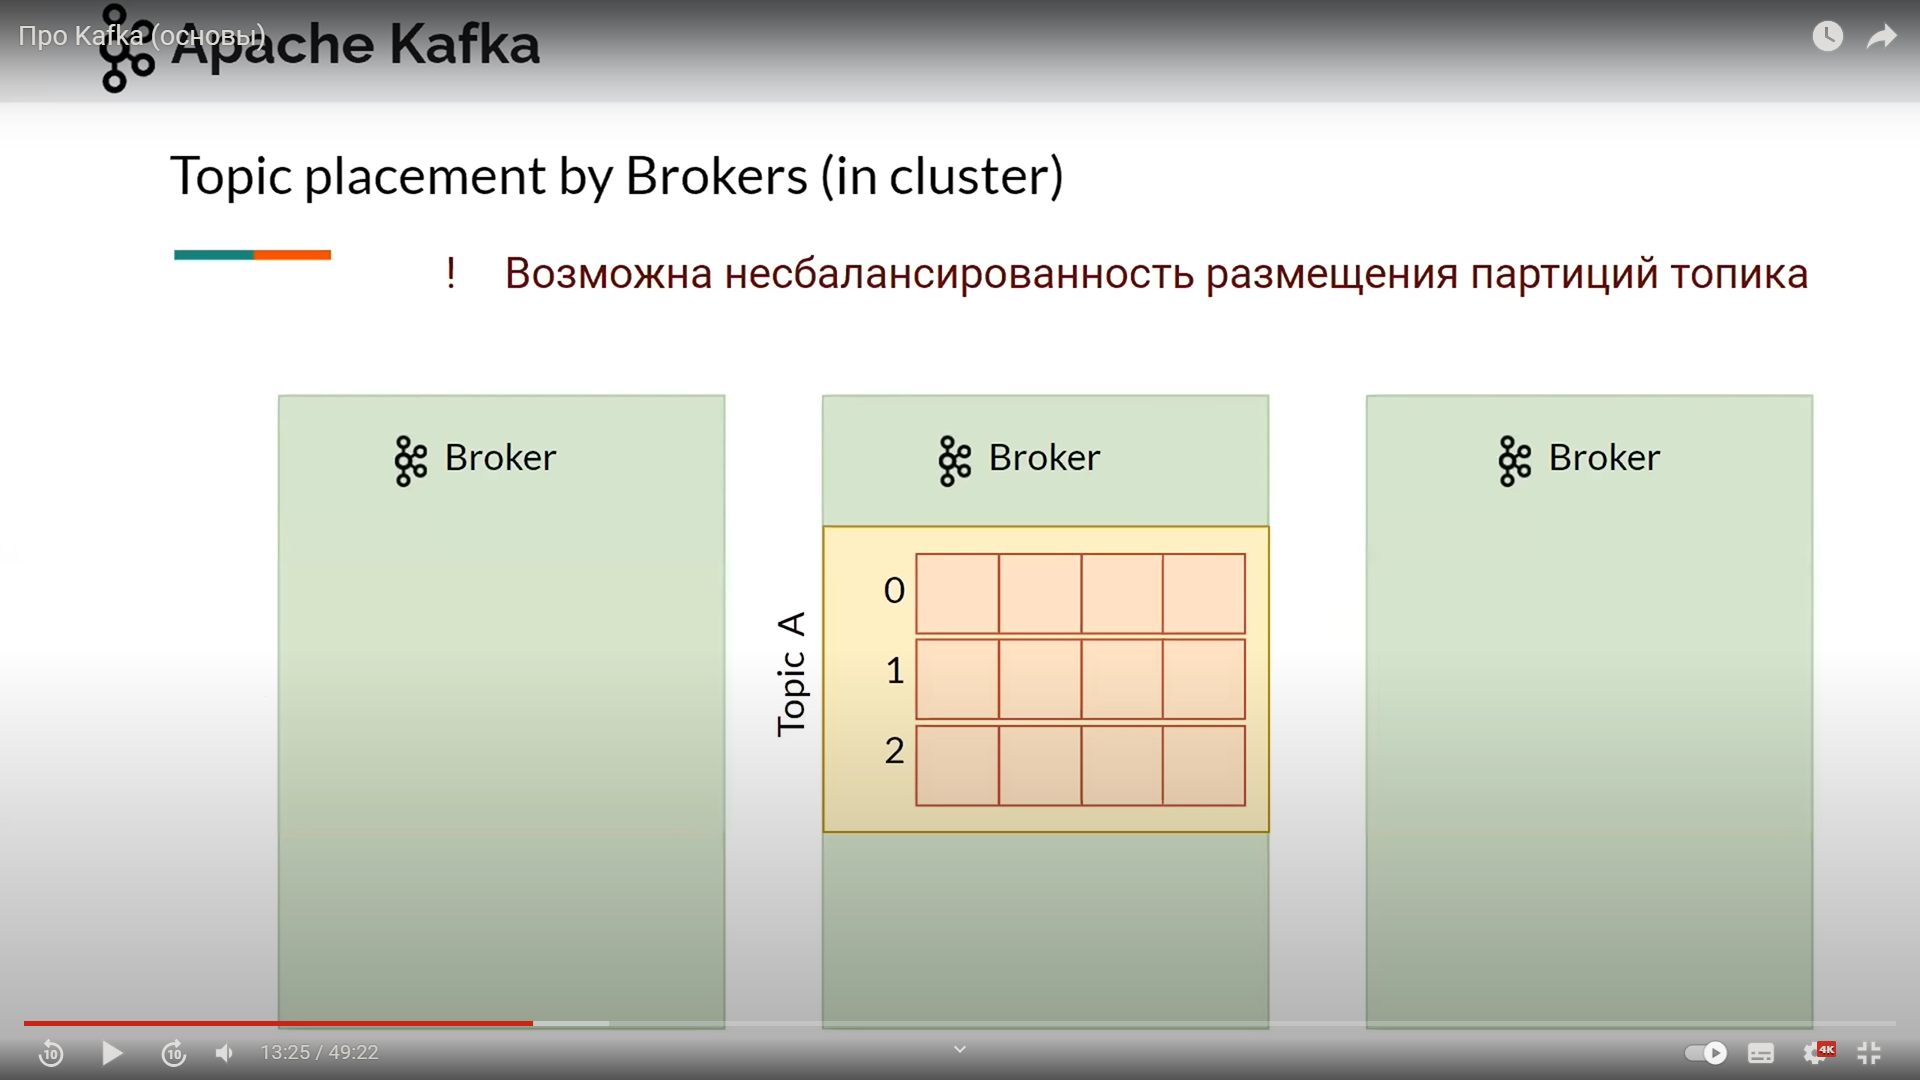 Про Kafka (основы)
Apache Kafka
Topic placement by Brokers (in cluster)
! Возможна несбалансированность размещения партиций топика
Broker
Broker
Broker
Topic A
0
1
2
10
10
13:25 / 49:22
4K